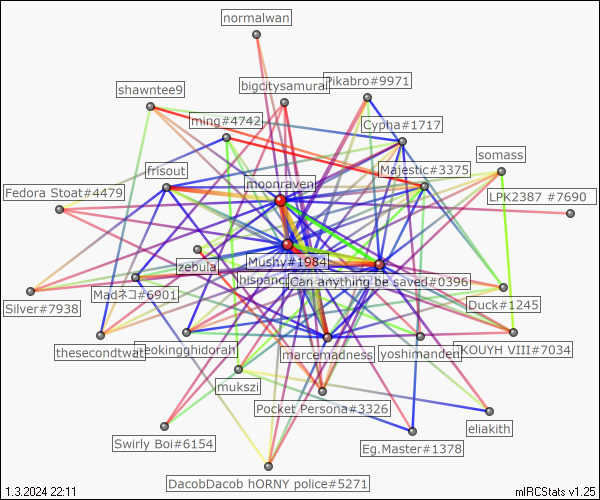 normalwan
bigcitysamurai
Pikabro#9971
shawntee9
ming#4742
Cypha#1717
Majestic#3375
somass
frisout
moonraven
Fedora Stoat#4479
LPK2387 #7690
zebula
Mushy#1984
hispanc
Can anything be saved#0396
Madネコ#6901
Silver#7938
Duck#1245
thesecondtwat
eokingghidorah
marcemadness
yoshimanden
KOUYH VIII#7034
mukszi
Pocket Persona#3326
eliakith
Swirly Boi#6154
Eg.Master#1378
DacobDacob hORNY police#5271
1.3.2024 22:11
mIRCStats v1.25